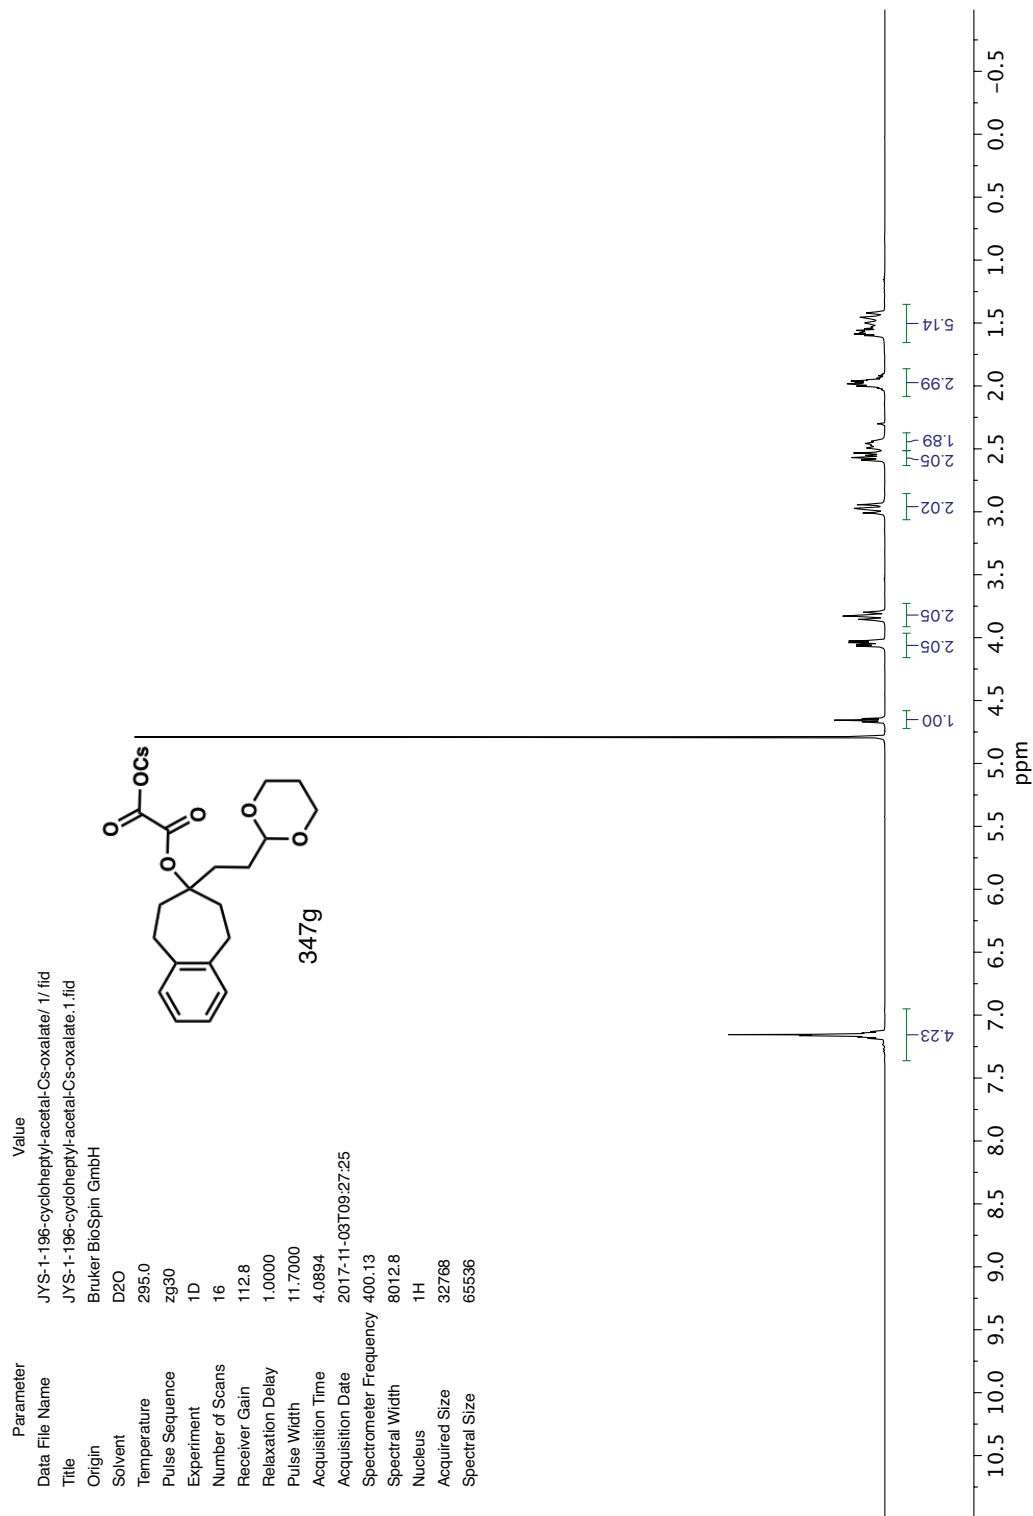 Parameter Value
Data File Name JYS-1-196-cycloheptyl-acetal-Cs-oxalate/ 1/ fid
Title JYS-1-196-cycloheptyl-acetal-Cs-oxalate.1.fid
Origin Bruker BioSpin GmbH
Solvent D2O
Temperature 295.0
Pulse Sequence zg30
Experiment 1D
Number of Scans 16
Receiver Gain 112.8
Relaxation Delay 1.0000
Pulse Width 11.7000
Acquisition Time 4.0894
Acquisition Date 2017-11-03T09:27:25
Spectrometer Frequency 400.13
Spectral Width 8012.8
Nucleus 1H
Acquired Size 32768
Spectral Size 65536
O
OCs
O
O
O
O
347g
4.23
1.00
2.05
2.05
2.02
2.05
1.89
2.99
5.14
10.5 10.0 9.5 9.0 8.5 8.0 7.5 7.0 6.5 6.0 5.5 5.0 4.5 4.0 3.5 3.0 2.5 2.0 1.5 1.0 0.5 0.0 −0.5
ppm